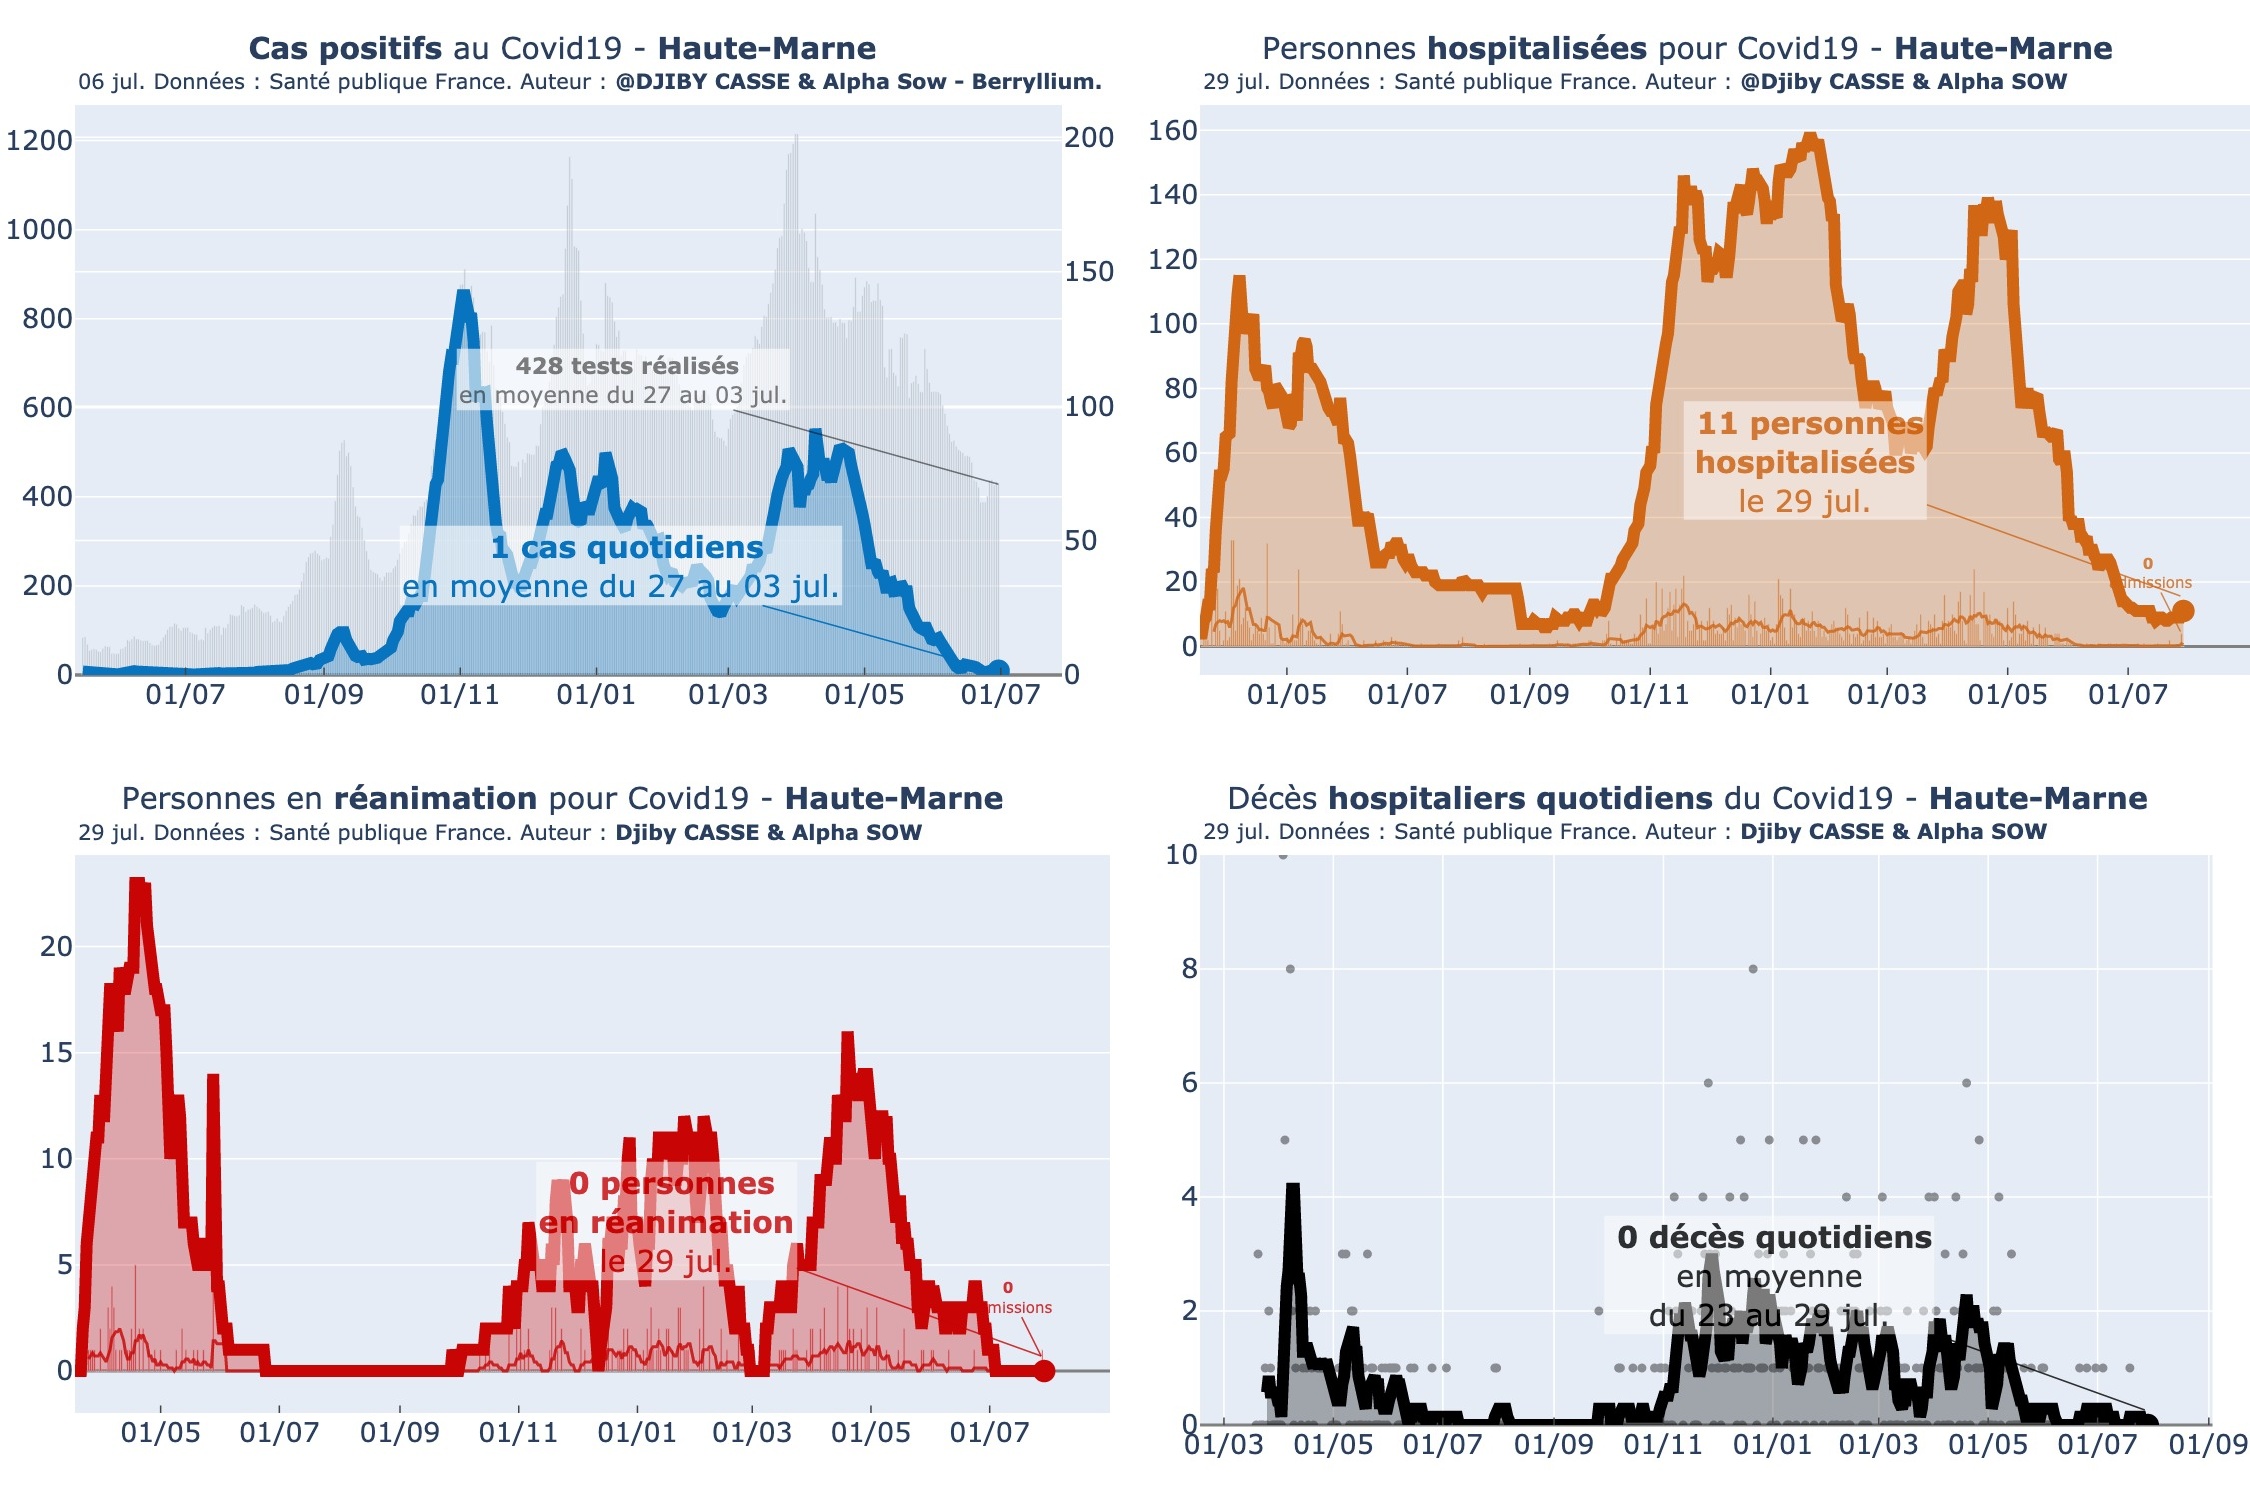 Cas positifs au Covid19 - Haute-Marne
06 jul. Données : Santé publique France. Auteur : @DJIBY CASSE & Alpha Sow - Berryllium.
1200
1000
800
600
400
200
0
200
150
100
50
0
428 tests réalisés
en moyenne du 27 au 03 jul.
1 cas quotidiens
en moyenne du 27 au 03 jul.
01/07 01/09 01/11 01/01 01/03 01/05 01/07
Personnes hospitalisées pour Covid19 - Haute-Marne
29 jul. Données : Santé publique France. Auteur : @Djiby CASSE & Alpha SOW
160
140
120
100
80
60
40
20
0
11 personnes
hospitalisées
le 29 jul.
0
dmissions
01/05 01/07 01/09 01/11 01/01 01/03 01/05 01/07
Personnes en réanimation pour Covid19 - Haute-Marne
29 jul. Données : Santé publique France. Auteur : Djiby CASSE & Alpha SOW
20
15
10
5
0
0 personnes
en réanimation
le 29 jul.
0
missions
01/05 01/07 01/09 01/11 01/01 01/03 01/05 01/07
Décès hospitaliers quotidiens du Covid19 - Haute-Marne
29 jul. Données : Santé publique France. Auteur : Djiby CASSE & Alpha SOW
10
8
6
4
2
0
0 décès quotidiens
en moyenne
du 23 au 29 jul.
01/03 01/05 01/07 01/09 01/11 01/01 01/03 01/05 01/07 01/09